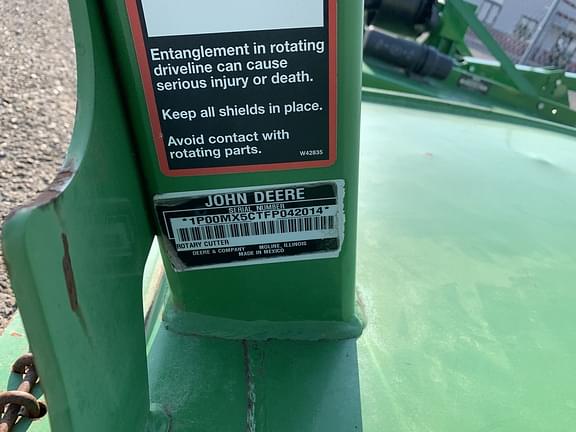 Entanglement in rotating
driveline can cause
serious injury or death.
Keep all shields in place.
Avoid contact with
rotating parts.
W42835
JOHN DEERE
SERIAL NUMBER
*1P00MX5CTFP042014*
ROTARY CUTTER
DEERE & COMPANY MOLINE, ILLINOIS
MADE IN MEXICO